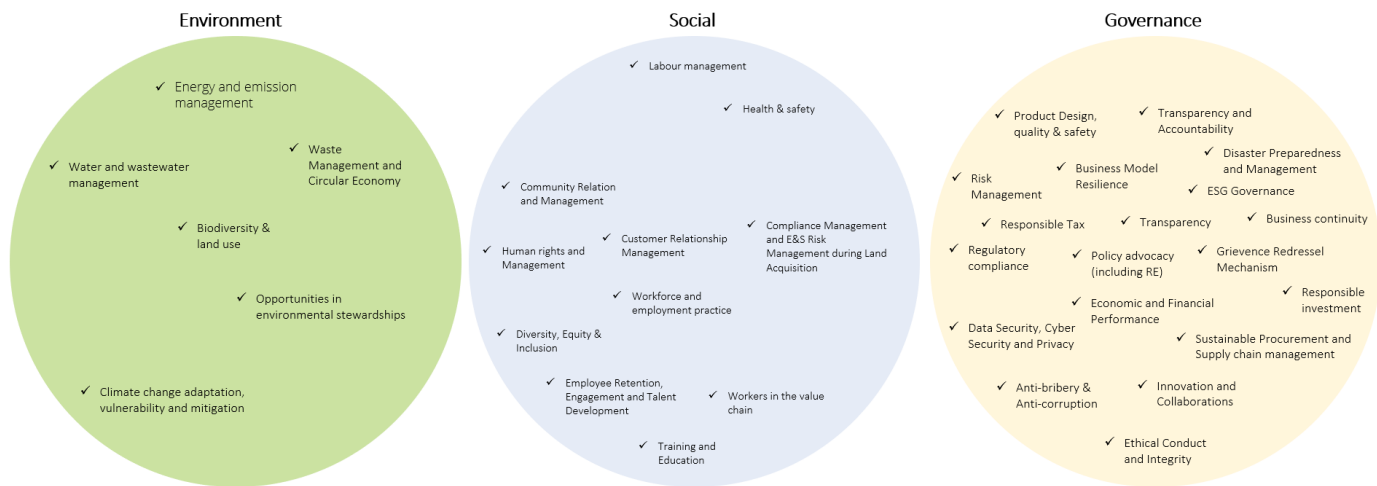 Environment
✓ Energy and emission
management
✓ Water and wastewater
management
✓ Waste
Management and
Circular Economy
✓ Biodiversity &
land use
✓ Opportunities in
environmental stewardships
✓ Climate change adaptation,
vulnerability and mitigation
Social
✓ Labour management
✓ Health & safety
✓ Community Relation
and Management
✓ Human rights and
Management
✓ Customer Relationship
Management
✓ Compliance Management
and E&S Risk
Management during Land
Acquisition
✓ Workforce and
employment practice
✓ Diversity, Equity &
Inclusion
✓ Employee Retention,
Engagement and Talent
Development
✓ Workers in the value
chain
✓ Training and
Education
Governance
✓ Product Design,
quality & safety
✓ Transparency and
Accountability
✓ Disaster Preparedness
and Management
✓ Risk
Management
✓ Business Model
Resilience
✓ ESG Governance
✓ Responsible Tax
✓ Transparency
✓ Business continuity
✓ Regulatory
compliance
✓ Policy advocacy
(including RE)
✓ Grievence Redressel
Mechanism
✓ Economic and Financial
Performance
✓ Responsible
investment
✓ Data Security, Cyber
Security and Privacy
✓ Sustainable Procurement and
Supply chain management
✓ Anti-bribery &
Anti-corruption
✓ Innovation and
Collaborations
✓ Ethical Conduct
and Integrity